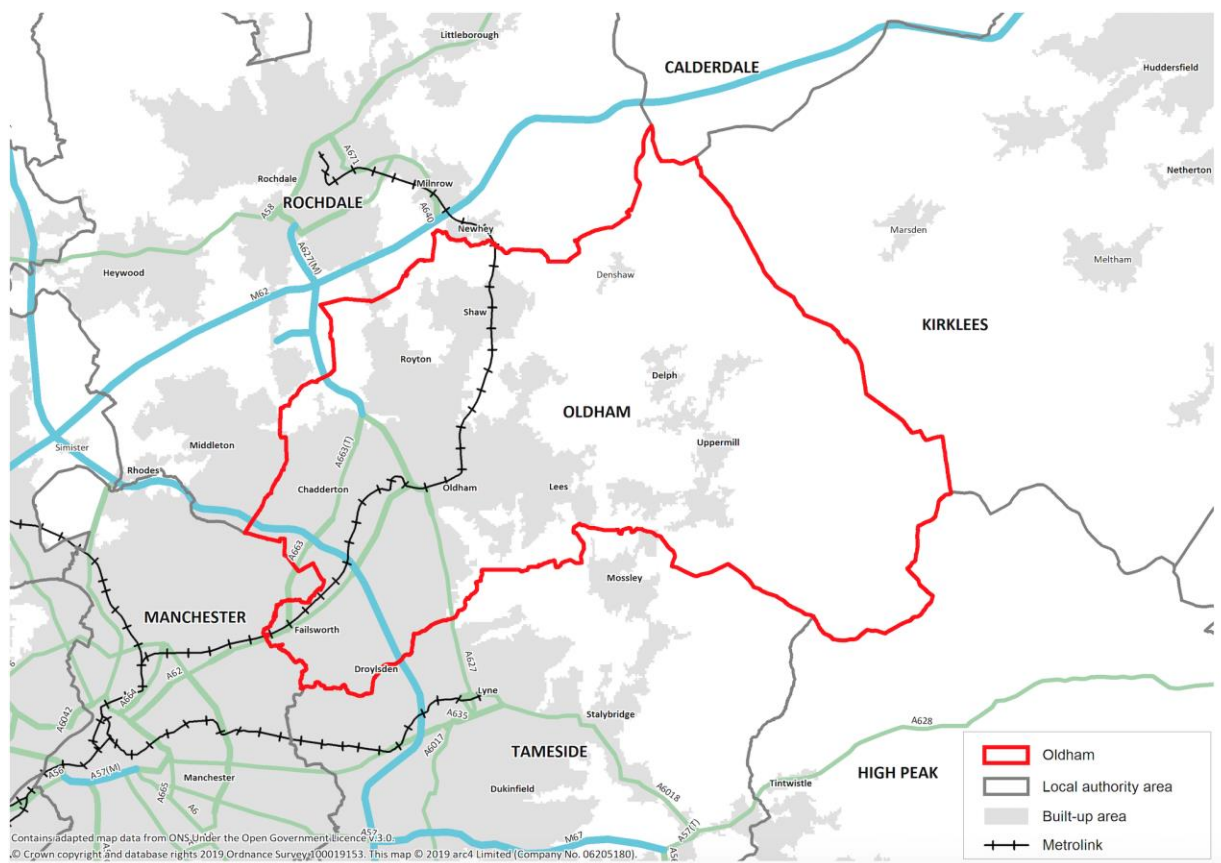 Littleborough
CALDERDALE
Huddersfield
A671
Netherton
Rochdale
Milnrow
ROCHDALE
A58
A640
Newhey
Marsden
A627(M)
Meltham
Heywood
Denshaw
M62
Shaw
KIRKLEES
Royton
Delph
OLDHAM
Middleton
A663(T)
Uppermill
Simister
Rhodes
Chadderton
Oldham
Lees
A663
Mossley
MANCHESTER
Failsworth
Droylsden
A627
A62
Lyne
A664
A6042
A635
Stalybridge
A628
A6017
TAMESIDE
A56
A57(M)
Manchester
HIGH PEAK
Tintwistle
A665
A6
Dukinfield
A6018
A57(T)
M67
A57
Oldham
Local authority area
Built-up area
Metrolink
Contains adapted map data from ONS Under the Open Government Licence v.3.0.
© Crown copyright and database rights 2019 Ordnance Survey 100019153. This map © 2019 arc4 Limited (Company No. 06205180).